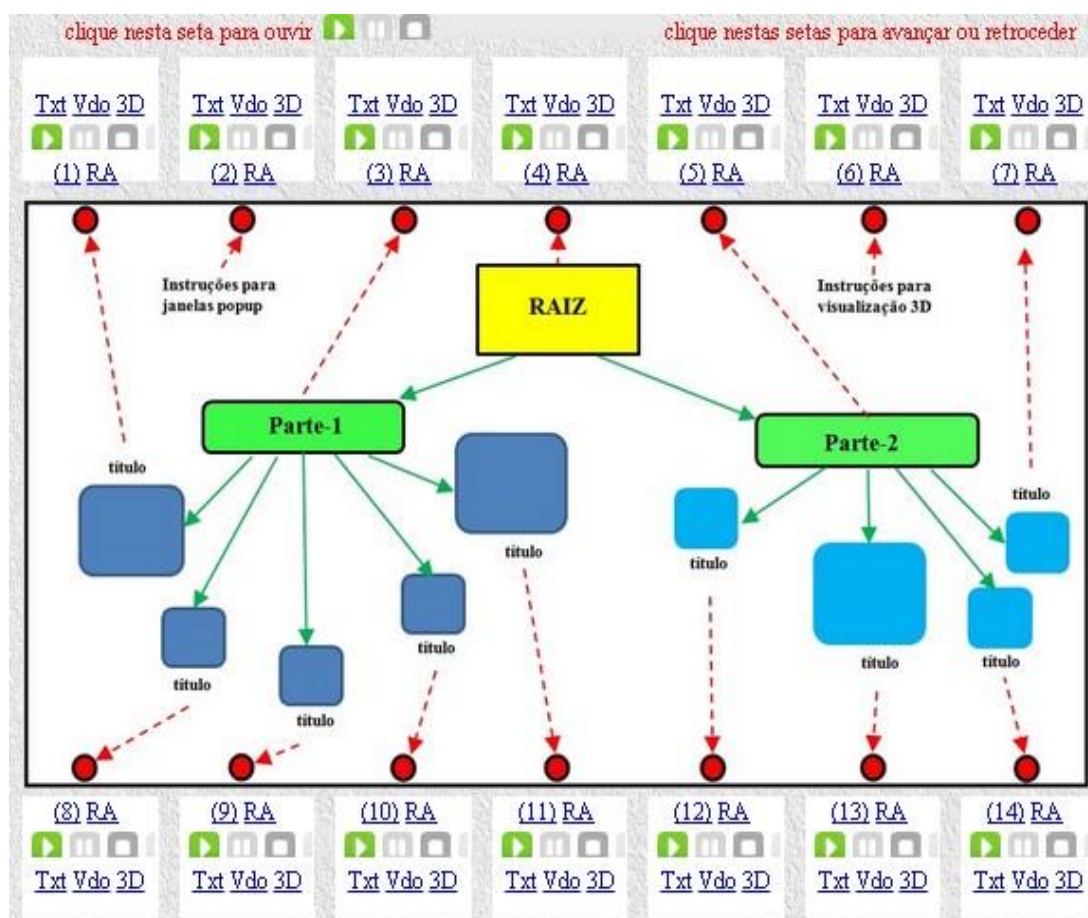 clique nesta seta para ouvir
clique nestas setas para avançar ou retroceder
Txt Vdo 3D Txt Vdo 3D Txt Vdo 3D Txt Vdo 3D Txt Vdo 3D Txt Vdo 3D Txt Vdo 3D
(1) RA (2) RA (3) RA (4) RA (5) RA (6) RA (7) RA
Instruções para
janelas popup
RAIZ
Instruções para
visualização 3D
Parte-1
Parte-2
título
título
título
título
título
título
título
título
título
(8) RA (9) RA (10) RA (11) RA (12) RA (13) RA (14) RA
Txt Vdo 3D Txt Vdo 3D Txt Vdo 3D Txt Vdo 3D Txt Vdo 3D Txt Vdo 3D Txt Vdo 3D